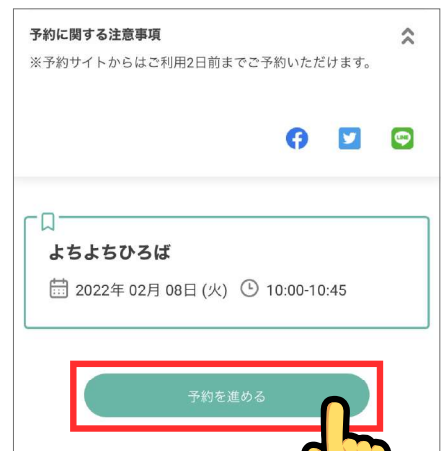 予約に関する注意事項
※予約サイトからはご利用2日前までご予約いただけます。
LINE
よちよちひろば
2022年 02月 08日 (火) 10:00-10:45
予約を進める